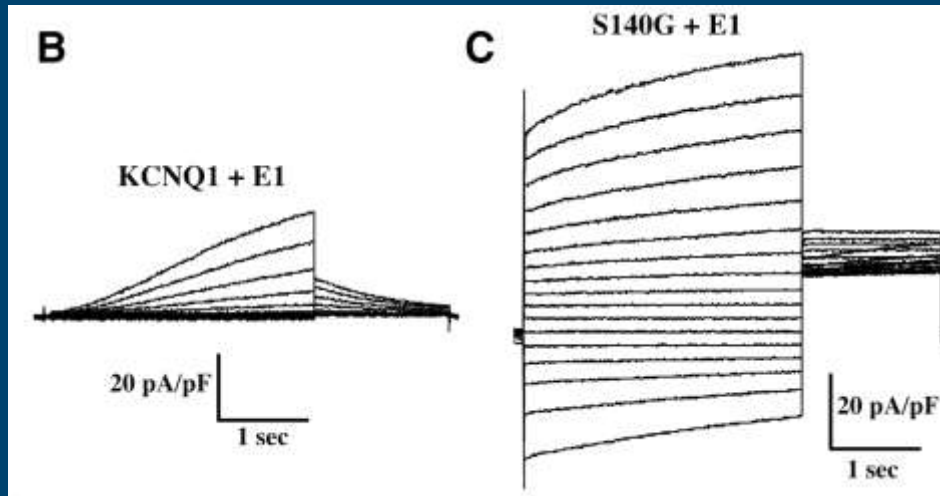 B
KCNQ1 + E1
20 pA/pF
1 sec
C
S140G + E1
20 pA/pF
1 sec